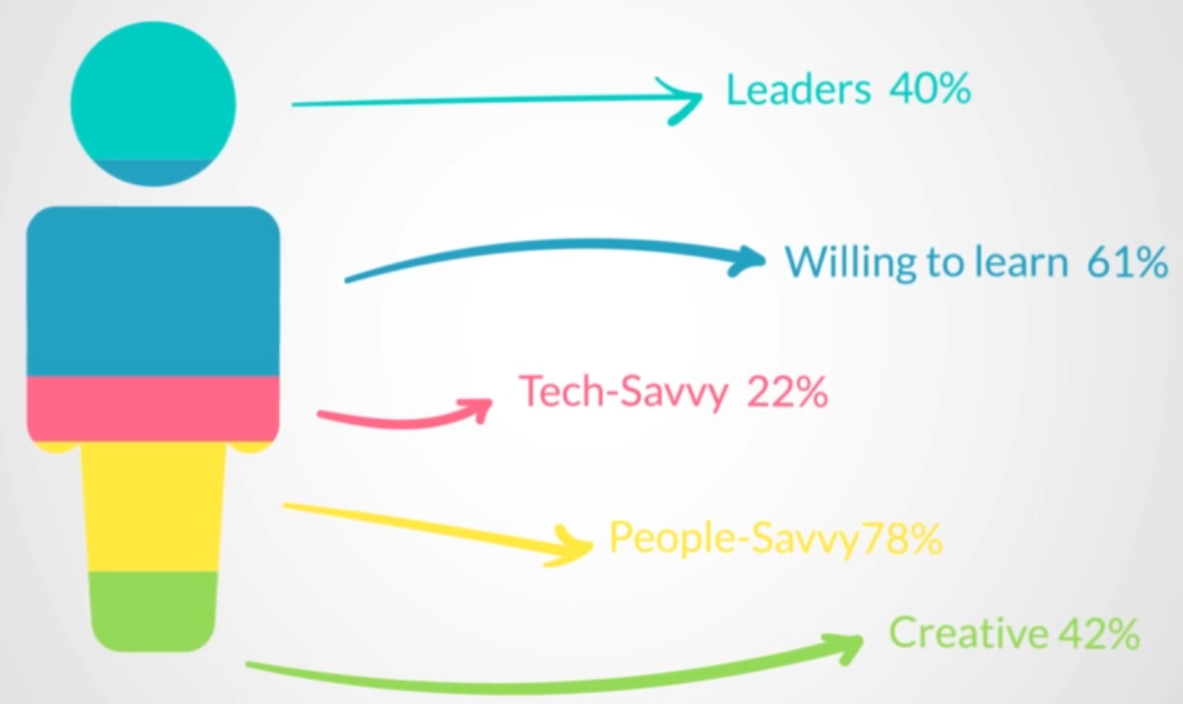 Leaders 40%
Willing to learn 61%
Tech-Savvy 22%
People-Savvy78%
Creative 42%